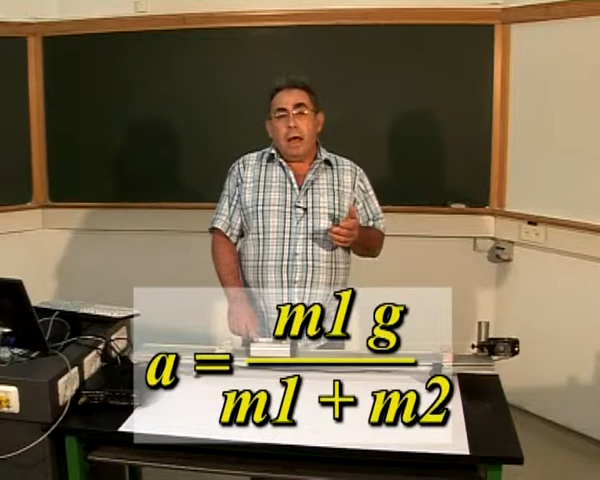 m1 g
a =
m1 + m2